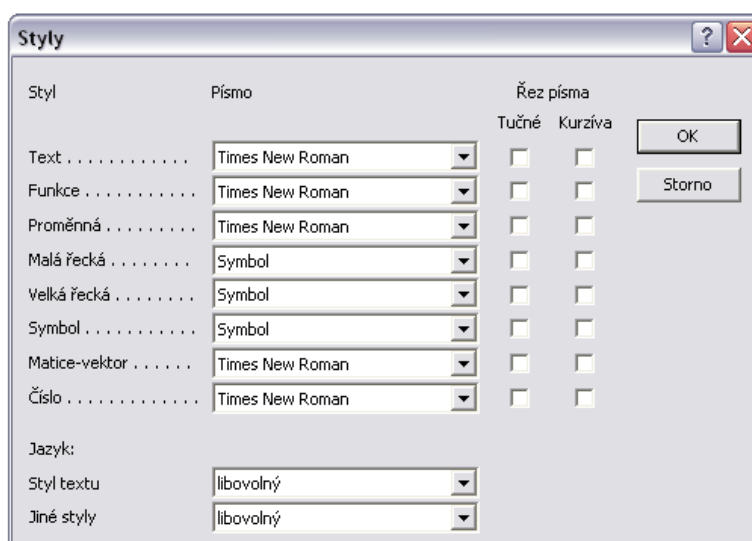 Styly
Styl Písmo Řez písma
Tučné Kurzíva
OK
Text . . . . . . . . . . . . Times New Roman
Storno
Funkce . . . . . . . . . . . Times New Roman
Proměnná . . . . . . . . . Times New Roman
Malá řecká . . . . . . . . Symbol
Velká řecká . . . . . . . . Symbol
Symbol . . . . . . . . . . . Symbol
Matice-vektor . . . . . . Times New Roman
Číslo . . . . . . . . . . . . . Times New Roman
Jazyk:
Styl textu libovolný
Jiné styly libovolný